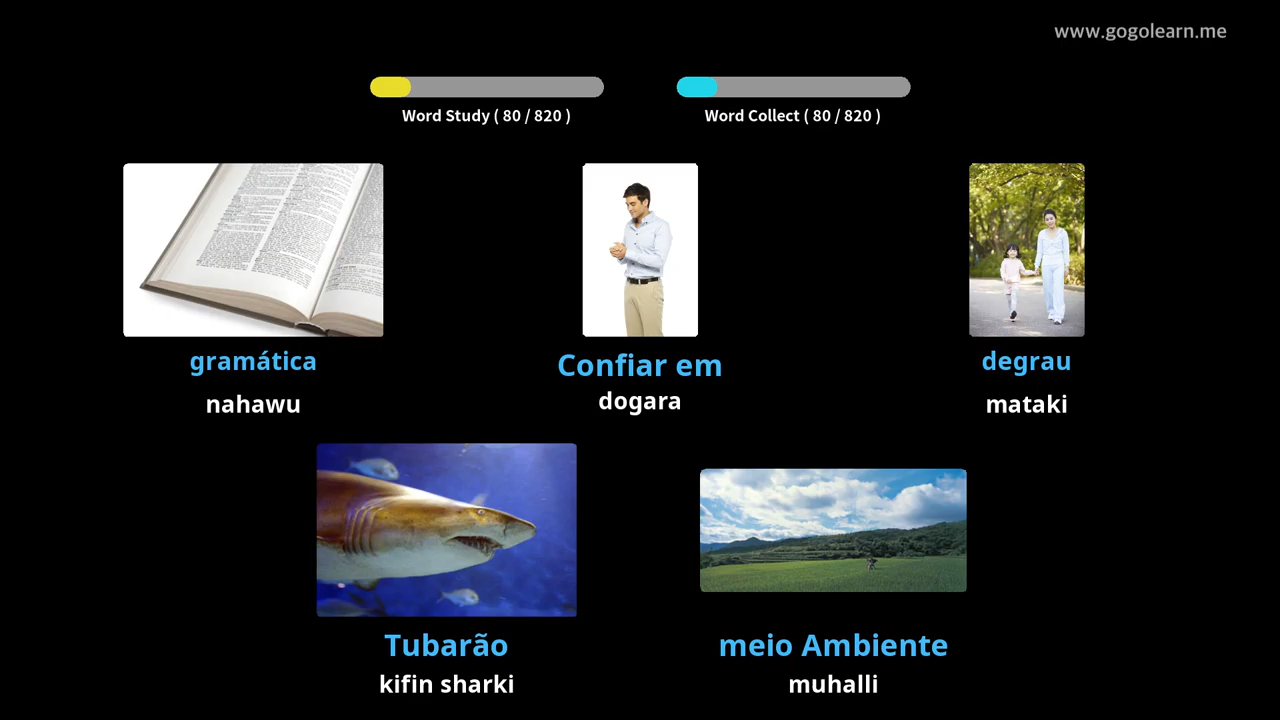 www.gogolearn.me
Word Study ( 80 / 820 )
Word Collect ( 80 / 820 )
gramática
nahawu
Confiar em
dogara
degrau
mataki
Tubarão
kifin sharki
meio Ambiente
muhalli